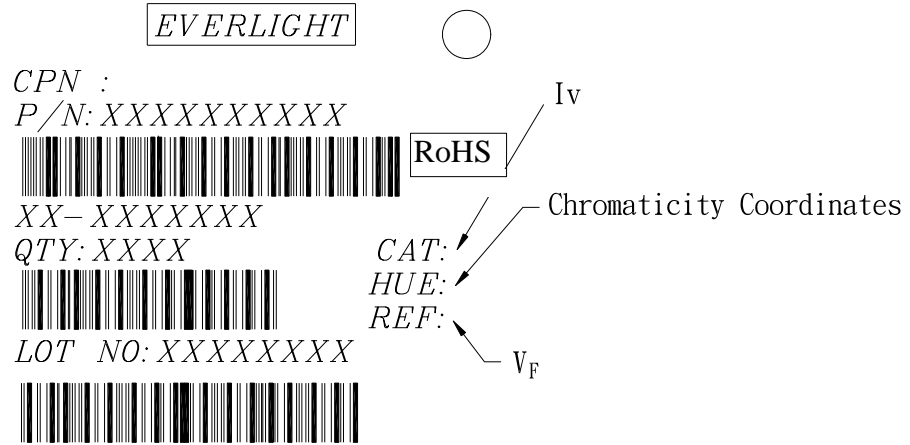 EVERLIGHT
CPN :
Iv
P/N: XXXXXXXXXX
RoHS
XX-XXXXXXX
Chromaticity Coordinates
QTY: XXXX
CAT:
HUE:
REF:
LOT NO: XXXXXXXX
VF